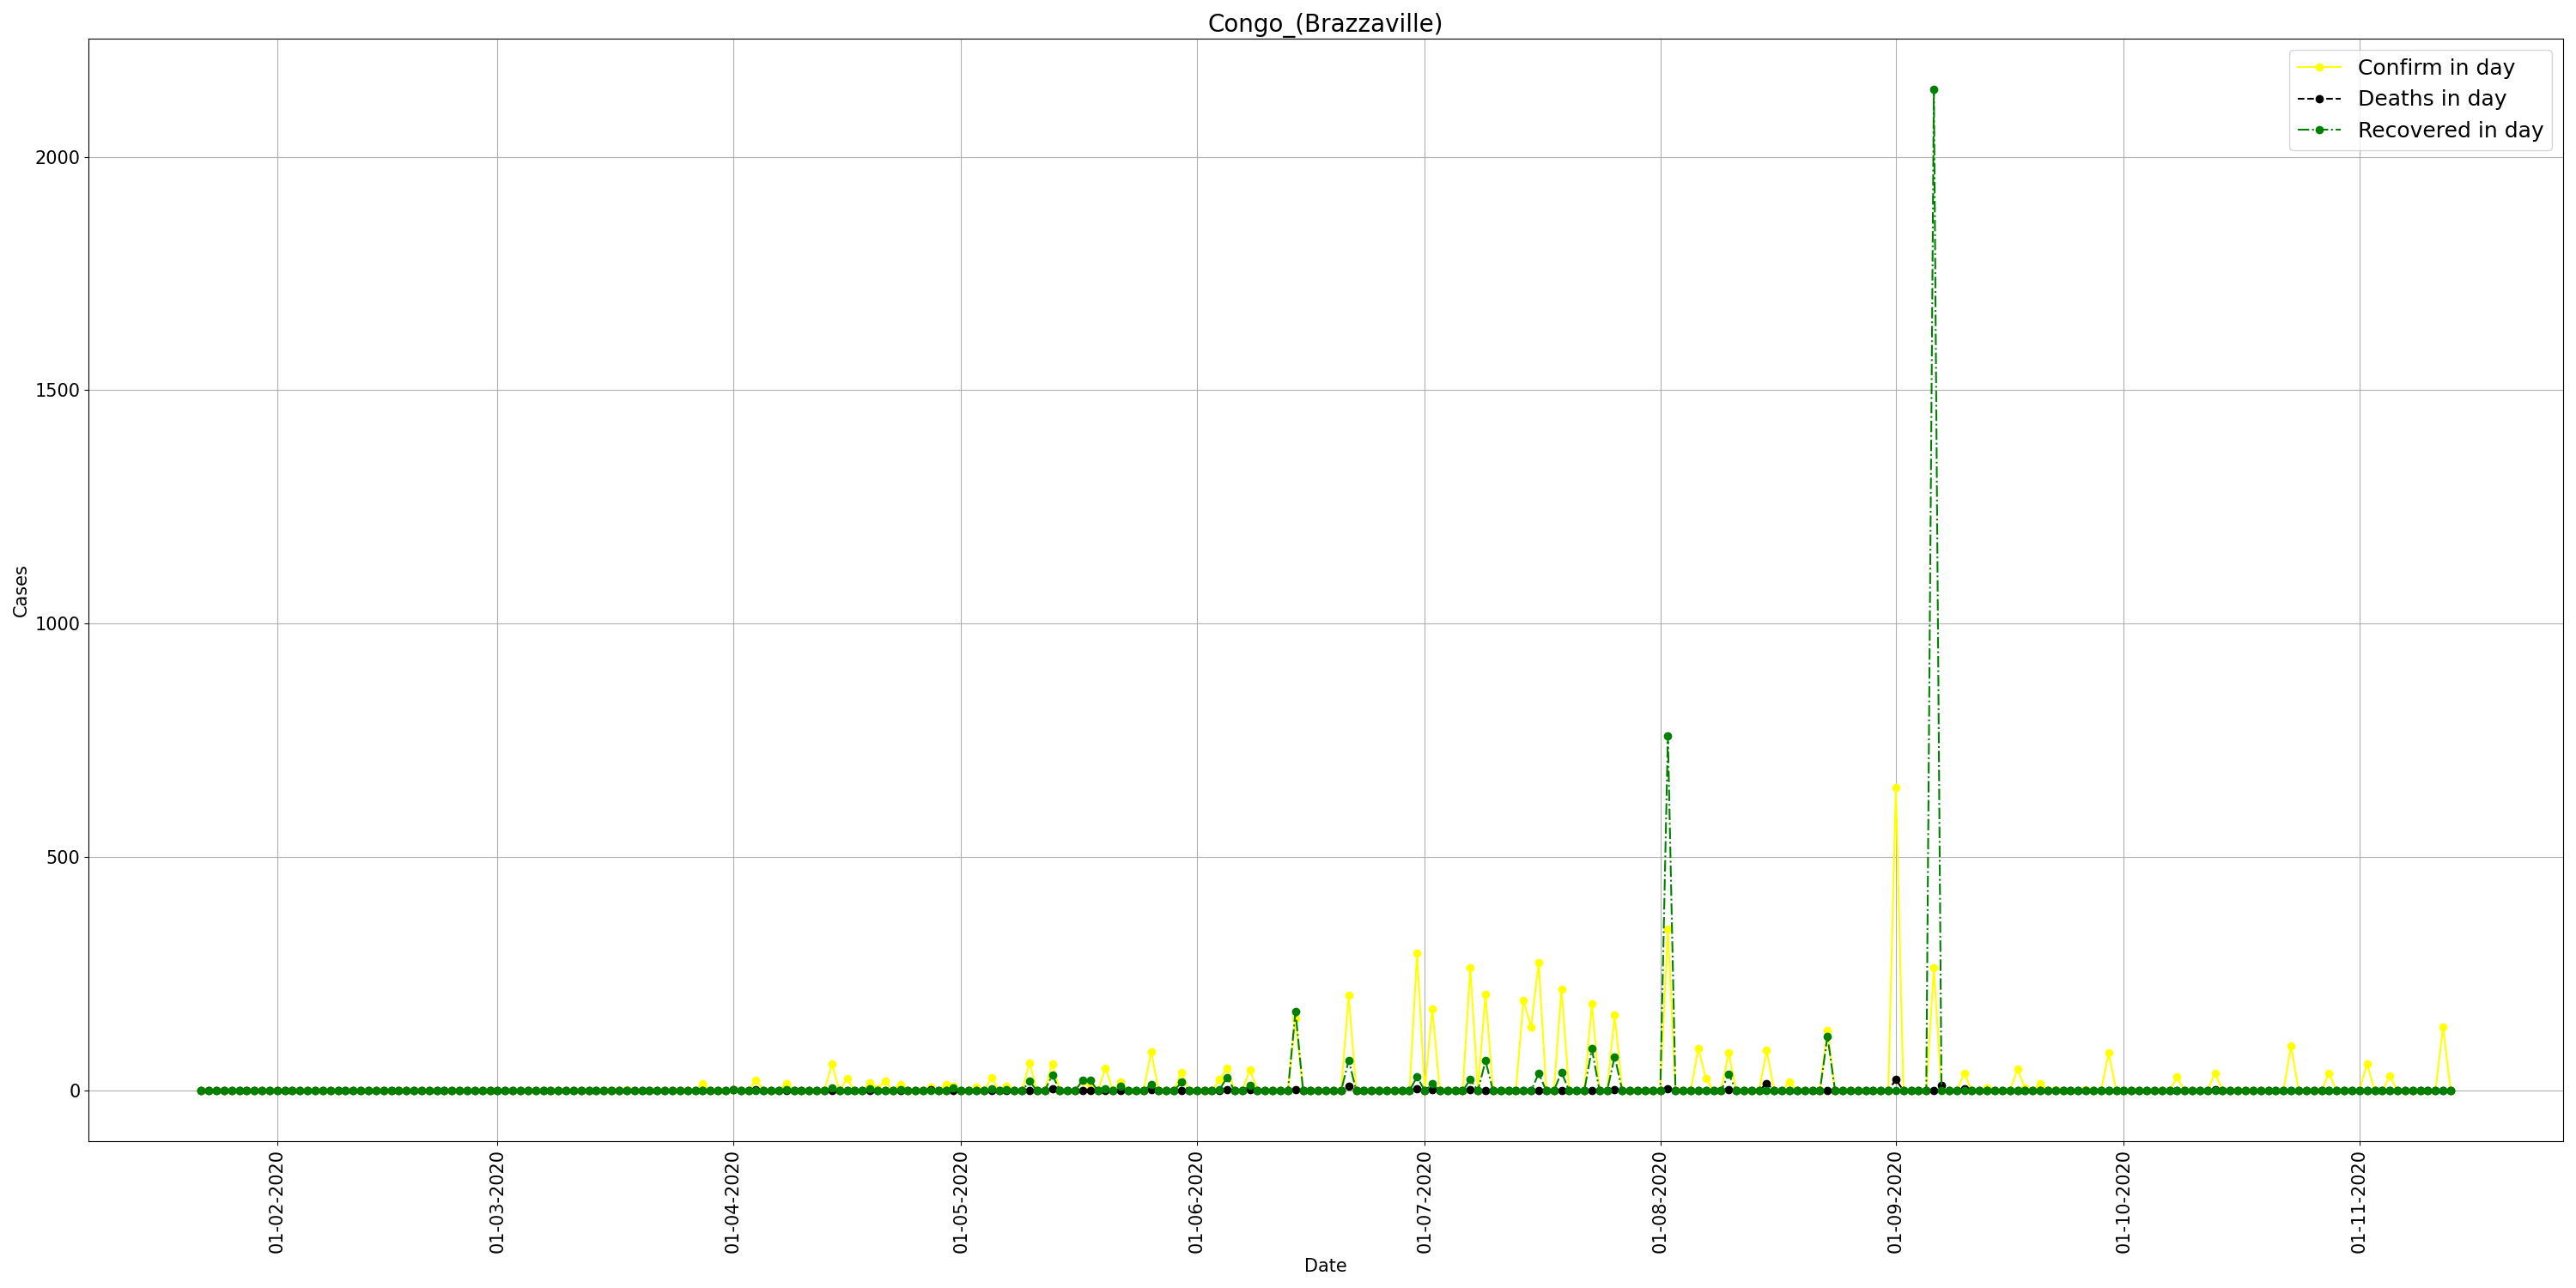 Congo_(Brazzaville)
Confirm in day
Deaths in day
Recovered in day
2000
1500
1000
500
0
Cases
01-02-2020
01-03-2020
01-04-2020
01-05-2020
01-06-2020
01-07-2020
01-08-2020
01-09-2020
01-10-2020
01-11-2020
Date